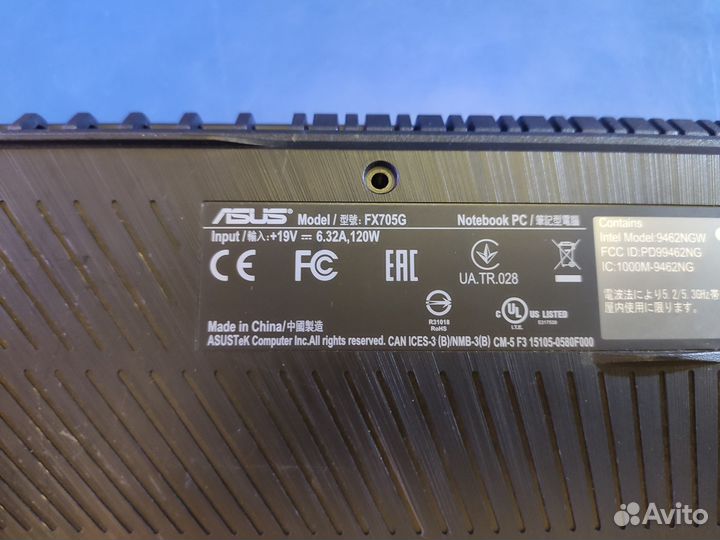 ASUS Model / 型號: FX705G Notebook PC / 筆記型電腦
Input / 輸入: +19V ⎓ 6.32A, 120W
CE FC EAC UA.TR.028
R31018
RoHS
C UL US LISTED
I.T.E. E317530
Made in China/中國製造
ASUSTeK Computer Inc.All rights reserved. CAN ICES-3 (B)/NMB-3(B) CM-5 F3 15105-0580F000
Contains
Intel Model:9462NGW
FCC ID:PD99462NG
IC:1000M-9462NG
電波法により5.2/5.3GHz帯
屋内使用に限ります.
Avito